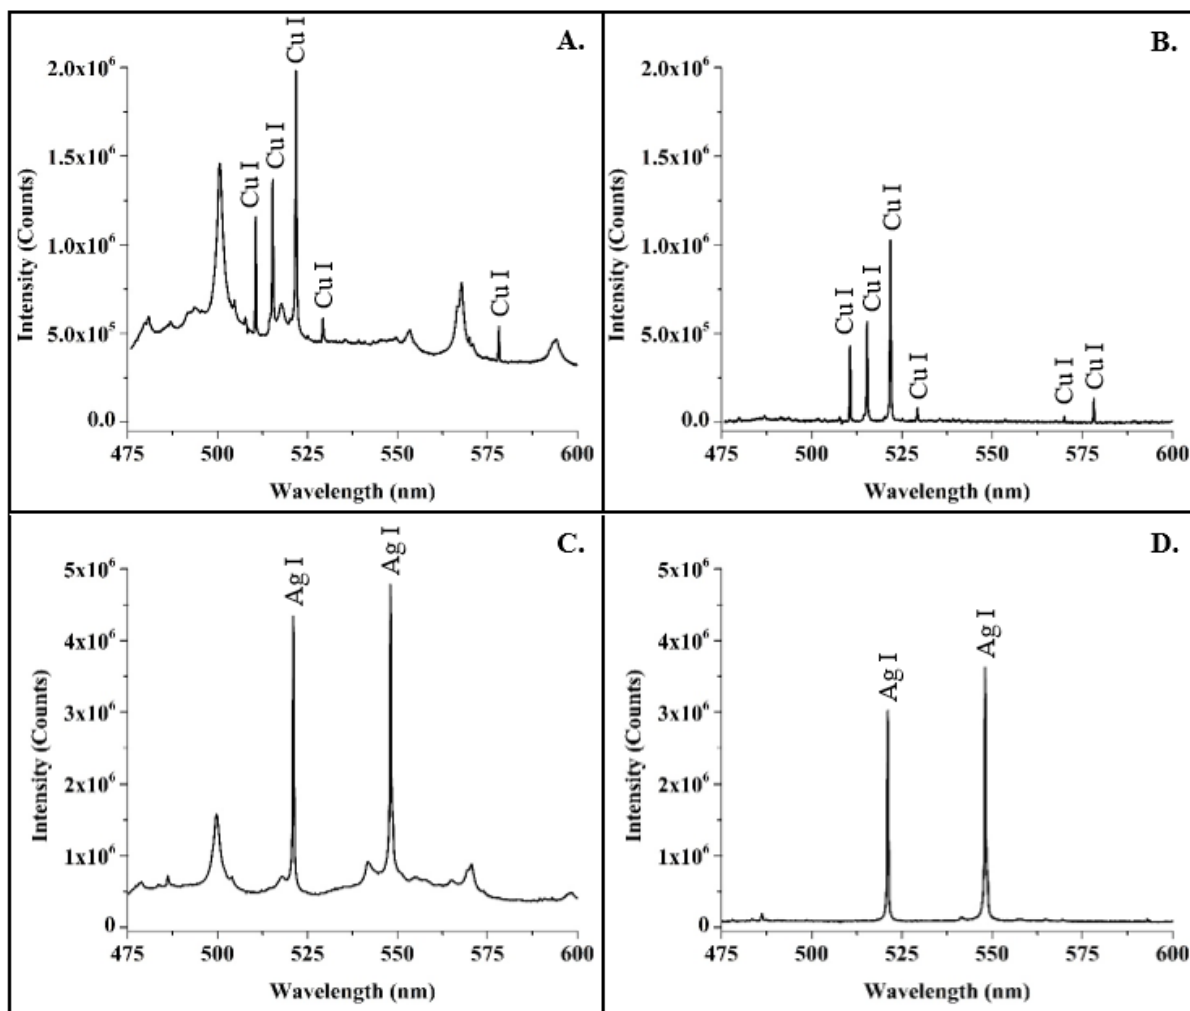 A.
Cu I
Cu I
Cu I
Cu I
Cu I
2.0x10⁶
1.5x10⁶
1.0x10⁶
5.0x10⁵
0.0
Intensity (Counts)
475 500 525 550 575 600
Wavelength (nm)
B.
Cu I
Cu I
Cu I
Cu I
Cu I
Cu I
2.0x10⁶
1.5x10⁶
1.0x10⁶
5.0x10⁵
0.0
Intensity (Counts)
475 500 525 550 575 600
Wavelength (nm)
C.
Ag I
Ag I
5x10⁶
4x10⁶
3x10⁶
2x10⁶
1x10⁶
0
Intensity (Counts)
475 500 525 550 575 600
Wavelength (nm)
D.
Ag I
Ag I
5x10⁶
4x10⁶
3x10⁶
2x10⁶
1x10⁶
0
Intensity (Counts)
475 500 525 550 575 600
Wavelength (nm)